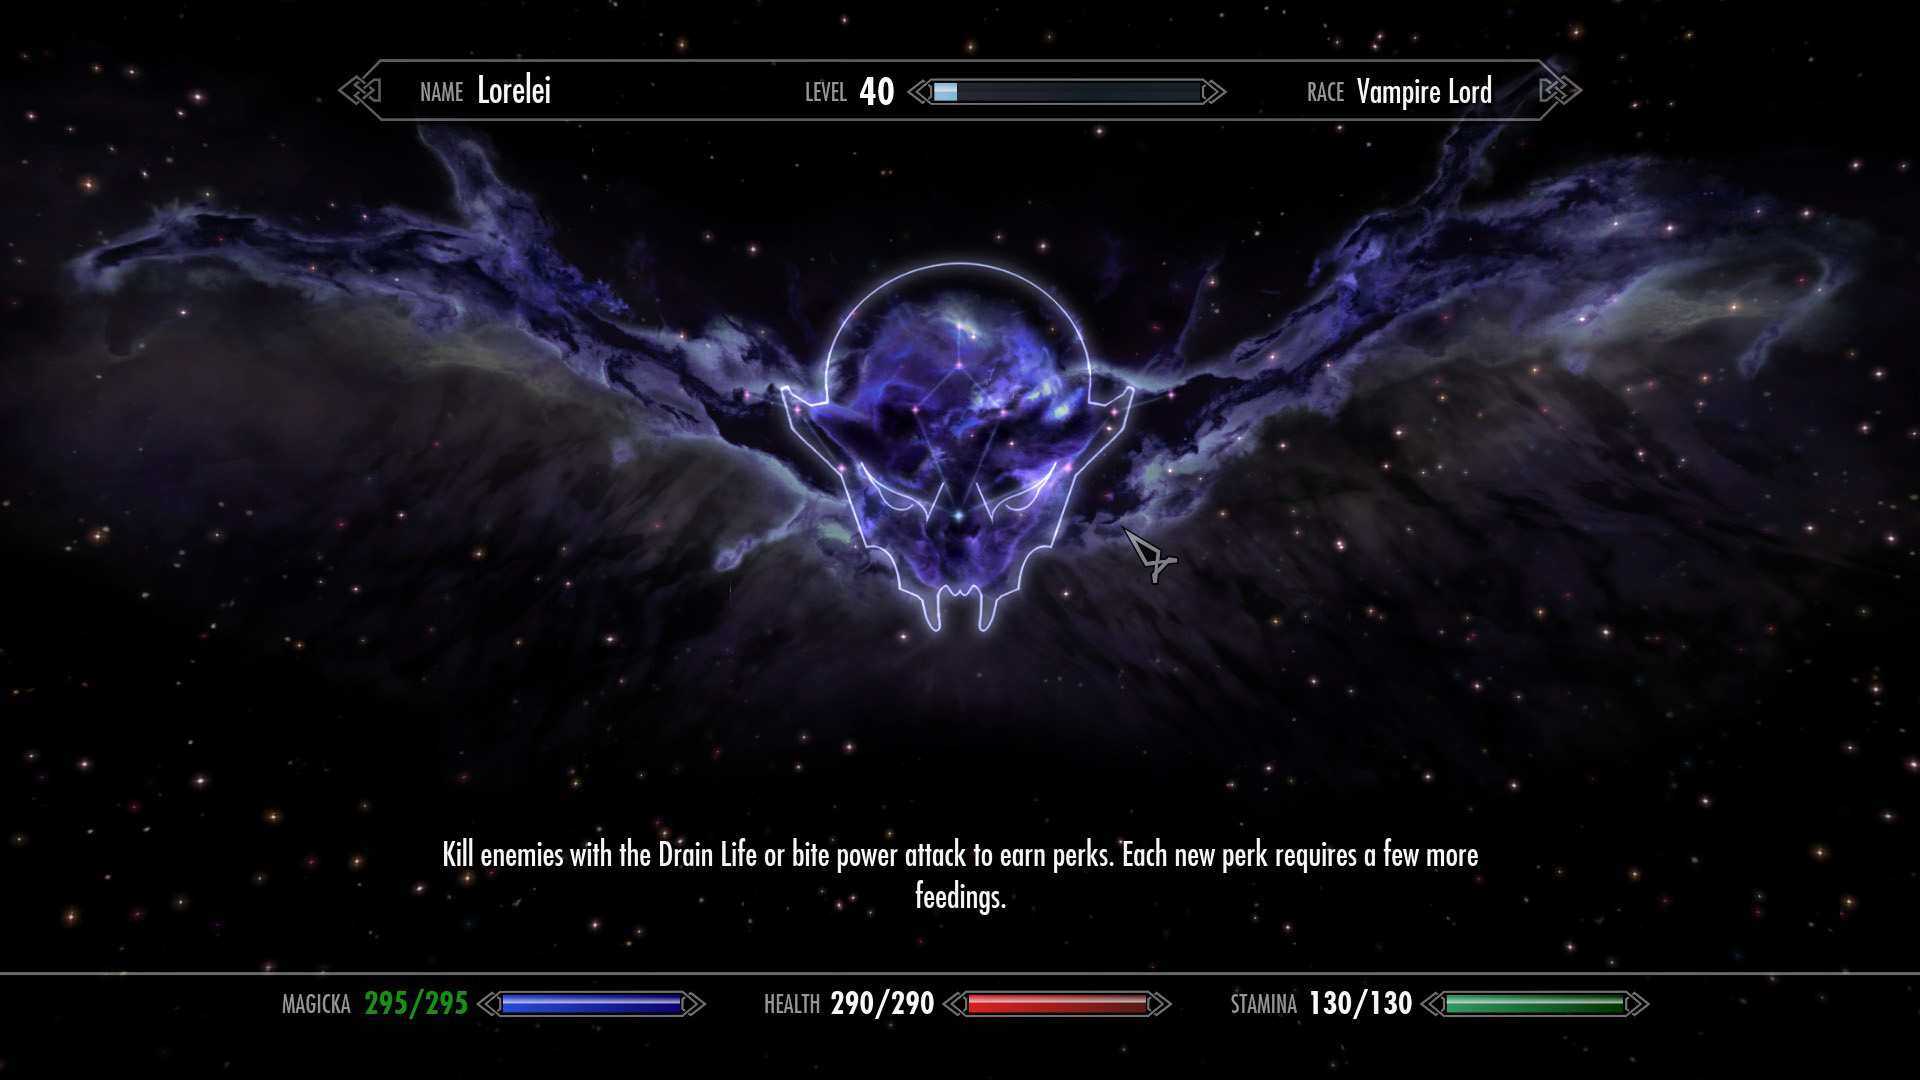 NAME Lorelei LEVEL 40 RACE Vampire Lord
Kill enemies with the Drain Life or bite power attack to earn perks. Each new perk requires a few more
feedings.
MAGICKA 295/295 HEALTH 290/290 STAMINA 130/130